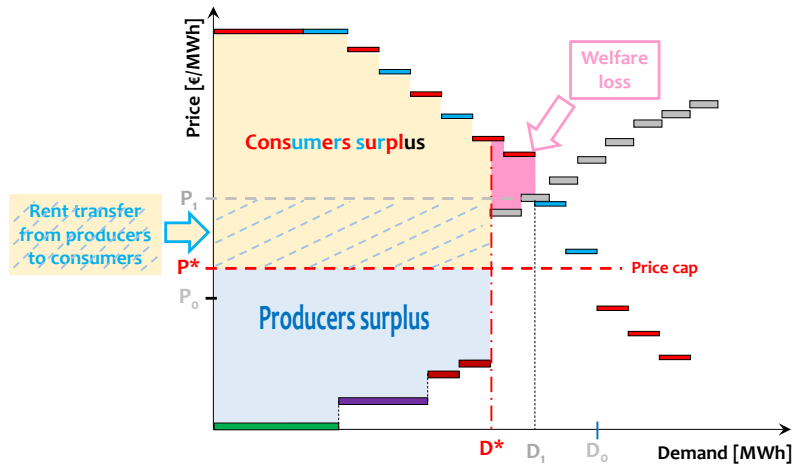 Price [€/MWh]
Welfare
loss
Consumers surplus
P₁
Rent transfer
from producers
to consumers
P*
Price cap
P₀
Producers surplus
D*
D₁
D₀
Demand [MWh]